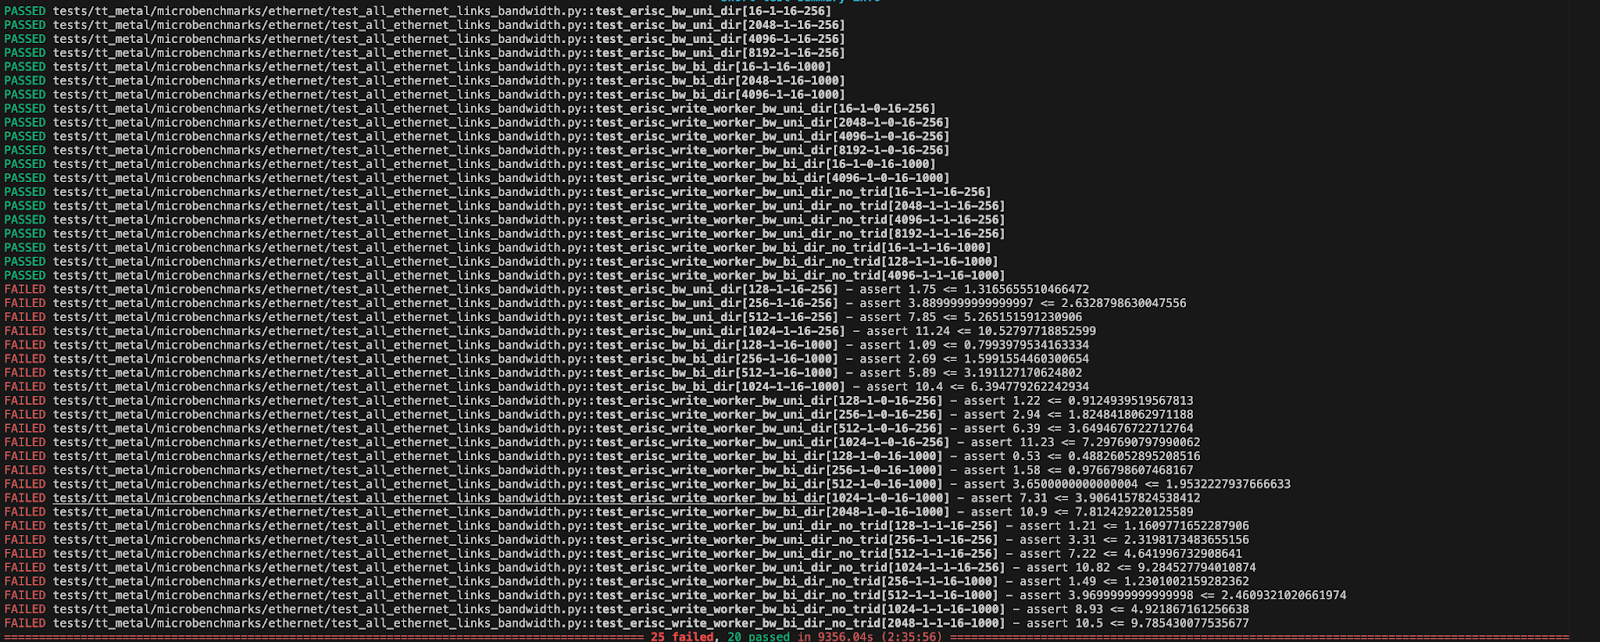 short test summary info
PASSED tests/tt_metal/microbenchmarks/ethernet/test_all_ethernet_links_bandwidth.py::test_erisc_bw_uni_dir[16-1-16-256]
PASSED tests/tt_metal/microbenchmarks/ethernet/test_all_ethernet_links_bandwidth.py::test_erisc_bw_uni_dir[2048-1-16-256]
PASSED tests/tt_metal/microbenchmarks/ethernet/test_all_ethernet_links_bandwidth.py::test_erisc_bw_uni_dir[4096-1-16-256]
PASSED tests/tt_metal/microbenchmarks/ethernet/test_all_ethernet_links_bandwidth.py::test_erisc_bw_uni_dir[8192-1-16-256]
PASSED tests/tt_metal/microbenchmarks/ethernet/test_all_ethernet_links_bandwidth.py::test_erisc_bw_bi_dir[16-1-16-1000]
PASSED tests/tt_metal/microbenchmarks/ethernet/test_all_ethernet_links_bandwidth.py::test_erisc_bw_bi_dir[2048-1-16-1000]
PASSED tests/tt_metal/microbenchmarks/ethernet/test_all_ethernet_links_bandwidth.py::test_erisc_bw_bi_dir[4096-1-16-1000]
PASSED tests/tt_metal/microbenchmarks/ethernet/test_all_ethernet_links_bandwidth.py::test_erisc_write_worker_bw_uni_dir[16-1-0-16-256]
PASSED tests/tt_metal/microbenchmarks/ethernet/test_all_ethernet_links_bandwidth.py::test_erisc_write_worker_bw_uni_dir[2048-1-0-16-256]
PASSED tests/tt_metal/microbenchmarks/ethernet/test_all_ethernet_links_bandwidth.py::test_erisc_write_worker_bw_uni_dir[4096-1-0-16-256]
PASSED tests/tt_metal/microbenchmarks/ethernet/test_all_ethernet_links_bandwidth.py::test_erisc_write_worker_bw_uni_dir[8192-1-0-16-256]
PASSED tests/tt_metal/microbenchmarks/ethernet/test_all_ethernet_links_bandwidth.py::test_erisc_write_worker_bw_bi_dir[16-1-0-16-1000]
PASSED tests/tt_metal/microbenchmarks/ethernet/test_all_ethernet_links_bandwidth.py::test_erisc_write_worker_bw_bi_dir[4096-1-0-16-1000]
PASSED tests/tt_metal/microbenchmarks/ethernet/test_all_ethernet_links_bandwidth.py::test_erisc_write_worker_bw_uni_dir_no_trid[16-1-1-16-256]
PASSED tests/tt_metal/microbenchmarks/ethernet/test_all_ethernet_links_bandwidth.py::test_erisc_write_worker_bw_uni_dir_no_trid[2048-1-1-16-256]
PASSED tests/tt_metal/microbenchmarks/ethernet/test_all_ethernet_links_bandwidth.py::test_erisc_write_worker_bw_uni_dir_no_trid[4096-1-1-16-256]
PASSED tests/tt_metal/microbenchmarks/ethernet/test_all_ethernet_links_bandwidth.py::test_erisc_write_worker_bw_uni_dir_no_trid[8192-1-1-16-256]
PASSED tests/tt_metal/microbenchmarks/ethernet/test_all_ethernet_links_bandwidth.py::test_erisc_write_worker_bw_bi_dir_no_trid[16-1-1-16-1000]
PASSED tests/tt_metal/microbenchmarks/ethernet/test_all_ethernet_links_bandwidth.py::test_erisc_write_worker_bw_bi_dir_no_trid[128-1-1-16-1000]
PASSED tests/tt_metal/microbenchmarks/ethernet/test_all_ethernet_links_bandwidth.py::test_erisc_write_worker_bw_bi_dir_no_trid[4096-1-1-16-1000]
FAILED tests/tt_metal/microbenchmarks/ethernet/test_all_ethernet_links_bandwidth.py::test_erisc_bw_uni_dir[128-1-16-256] - assert 1.75 <= 1.3165655510466472
FAILED tests/tt_metal/microbenchmarks/ethernet/test_all_ethernet_links_bandwidth.py::test_erisc_bw_uni_dir[256-1-16-256] - assert 3.8899999999999997 <= 2.6328798630047556
FAILED tests/tt_metal/microbenchmarks/ethernet/test_all_ethernet_links_bandwidth.py::test_erisc_bw_uni_dir[512-1-16-256] - assert 7.85 <= 5.265151591230906
FAILED tests/tt_metal/microbenchmarks/ethernet/test_all_ethernet_links_bandwidth.py::test_erisc_bw_uni_dir[1024-1-16-256] - assert 11.24 <= 10.52797718852599
FAILED tests/tt_metal/microbenchmarks/ethernet/test_all_ethernet_links_bandwidth.py::test_erisc_bw_bi_dir[128-1-16-1000] - assert 1.09 <= 0.7993979534163334
FAILED tests/tt_metal/microbenchmarks/ethernet/test_all_ethernet_links_bandwidth.py::test_erisc_bw_bi_dir[256-1-16-1000] - assert 2.69 <= 1.5991554460300654
FAILED tests/tt_metal/microbenchmarks/ethernet/test_all_ethernet_links_bandwidth.py::test_erisc_bw_bi_dir[512-1-16-1000] - assert 5.89 <= 3.191127170624802
FAILED tests/tt_metal/microbenchmarks/ethernet/test_all_ethernet_links_bandwidth.py::test_erisc_bw_bi_dir[1024-1-16-1000] - assert 10.4 <= 6.394779262242934
FAILED tests/tt_metal/microbenchmarks/ethernet/test_all_ethernet_links_bandwidth.py::test_erisc_write_worker_bw_uni_dir[128-1-0-16-256] - assert 1.22 <= 0.9124939519567813
FAILED tests/tt_metal/microbenchmarks/ethernet/test_all_ethernet_links_bandwidth.py::test_erisc_write_worker_bw_uni_dir[256-1-0-16-256] - assert 2.94 <= 1.8248418062971188
FAILED tests/tt_metal/microbenchmarks/ethernet/test_all_ethernet_links_bandwidth.py::test_erisc_write_worker_bw_uni_dir[512-1-0-16-256] - assert 6.39 <= 3.6494676722712764
FAILED tests/tt_metal/microbenchmarks/ethernet/test_all_ethernet_links_bandwidth.py::test_erisc_write_worker_bw_uni_dir[1024-1-0-16-256] - assert 11.23 <= 7.297690797990062
FAILED tests/tt_metal/microbenchmarks/ethernet/test_all_ethernet_links_bandwidth.py::test_erisc_write_worker_bw_bi_dir[128-1-0-16-1000] - assert 0.53 <= 0.48826052895208516
FAILED tests/tt_metal/microbenchmarks/ethernet/test_all_ethernet_links_bandwidth.py::test_erisc_write_worker_bw_bi_dir[256-1-0-16-1000] - assert 1.58 <= 0.9766798607468167
FAILED tests/tt_metal/microbenchmarks/ethernet/test_all_ethernet_links_bandwidth.py::test_erisc_write_worker_bw_bi_dir[512-1-0-16-1000] - assert 3.6500000000000004 <= 1.9532227937666633
FAILED tests/tt_metal/microbenchmarks/ethernet/test_all_ethernet_links_bandwidth.py::test_erisc_write_worker_bw_bi_dir[1024-1-0-16-1000] - assert 7.31 <= 3.9064157824538412
FAILED tests/tt_metal/microbenchmarks/ethernet/test_all_ethernet_links_bandwidth.py::test_erisc_write_worker_bw_bi_dir[2048-1-0-16-1000] - assert 10.9 <= 7.812429220125589
FAILED tests/tt_metal/microbenchmarks/ethernet/test_all_ethernet_links_bandwidth.py::test_erisc_write_worker_bw_uni_dir_no_trid[128-1-1-16-256] - assert 1.21 <= 1.1609771652287906
FAILED tests/tt_metal/microbenchmarks/ethernet/test_all_ethernet_links_bandwidth.py::test_erisc_write_worker_bw_uni_dir_no_trid[256-1-1-16-256] - assert 3.31 <= 2.3198173483655156
FAILED tests/tt_metal/microbenchmarks/ethernet/test_all_ethernet_links_bandwidth.py::test_erisc_write_worker_bw_uni_dir_no_trid[512-1-1-16-256] - assert 7.22 <= 4.641996732908641
FAILED tests/tt_metal/microbenchmarks/ethernet/test_all_ethernet_links_bandwidth.py::test_erisc_write_worker_bw_uni_dir_no_trid[1024-1-1-16-256] - assert 10.82 <= 9.284527794010874
FAILED tests/tt_metal/microbenchmarks/ethernet/test_all_ethernet_links_bandwidth.py::test_erisc_write_worker_bw_bi_dir_no_trid[256-1-1-16-1000] - assert 1.49 <= 1.2301002159282362
FAILED tests/tt_metal/microbenchmarks/ethernet/test_all_ethernet_links_bandwidth.py::test_erisc_write_worker_bw_bi_dir_no_trid[512-1-1-16-1000] - assert 3.9699999999999998 <= 2.4609321020661974
FAILED tests/tt_metal/microbenchmarks/ethernet/test_all_ethernet_links_bandwidth.py::test_erisc_write_worker_bw_bi_dir_no_trid[1024-1-1-16-1000] - assert 8.93 <= 4.921867161256638
FAILED tests/tt_metal/microbenchmarks/ethernet/test_all_ethernet_links_bandwidth.py::test_erisc_write_worker_bw_bi_dir_no_trid[2048-1-1-16-1000] - assert 10.5 <= 9.785430077535677
25 failed, 20 passed in 9356.04s (2:35:56)